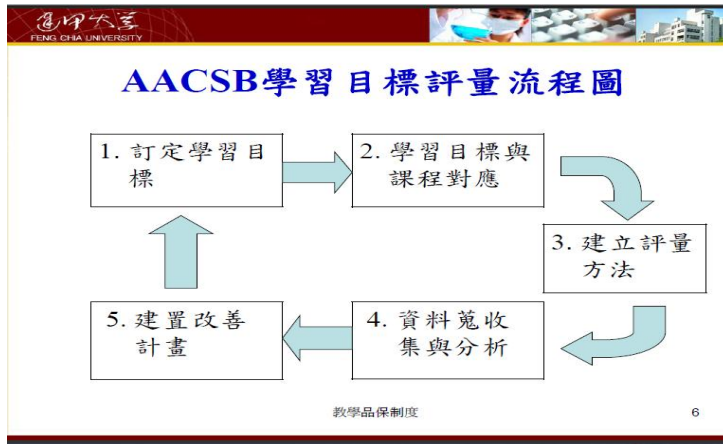 逢甲大學
FENG CHIA UNIVERSITY
AACSB學習目標評量流程圖
1. 訂定學習目
標
2. 學習目標與
課程對應
3. 建立評量
方法
4. 資料蒐收
集與分析
5. 建置改善
計畫
教學品保制度
6